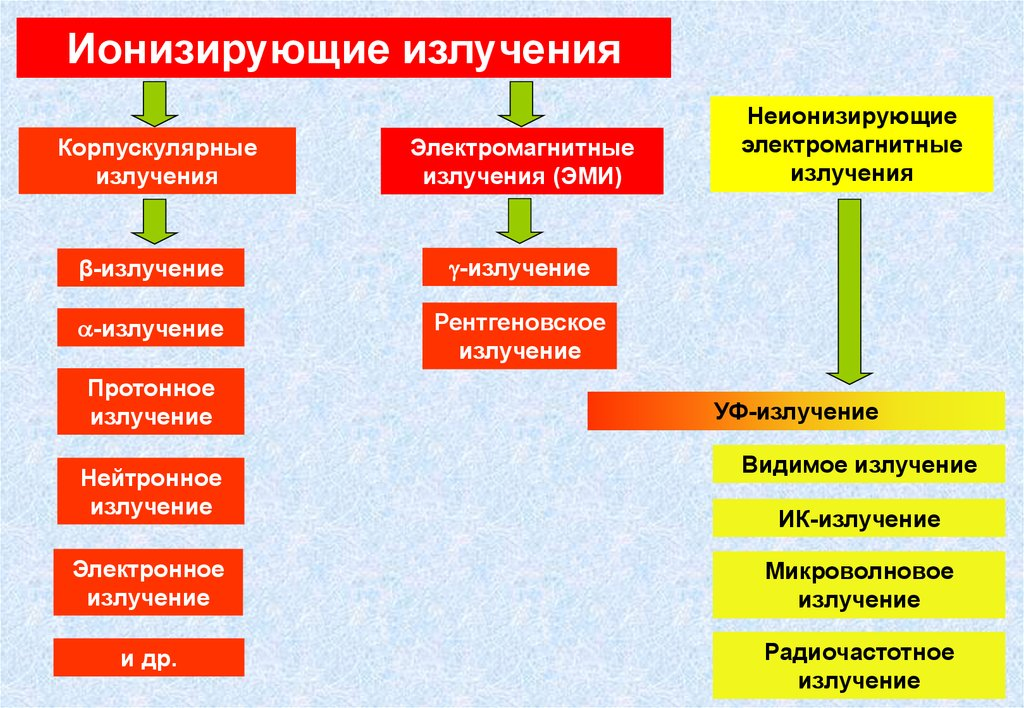 Ионизирующие излучения
Корпускулярные
излучения
β-излучение
α-излучение
Протонное
излучение
Нейтронное
излучение
Электронное
излучение
и др.
Электромагнитные
излучения (ЭМИ)
γ-излучение
Рентгеновское
излучение
Неионизирующие
электромагнитные
излучения
УФ-излучение
Видимое излучение
ИК-излучение
Микроволновое
излучение
Радиочастотное
излучение